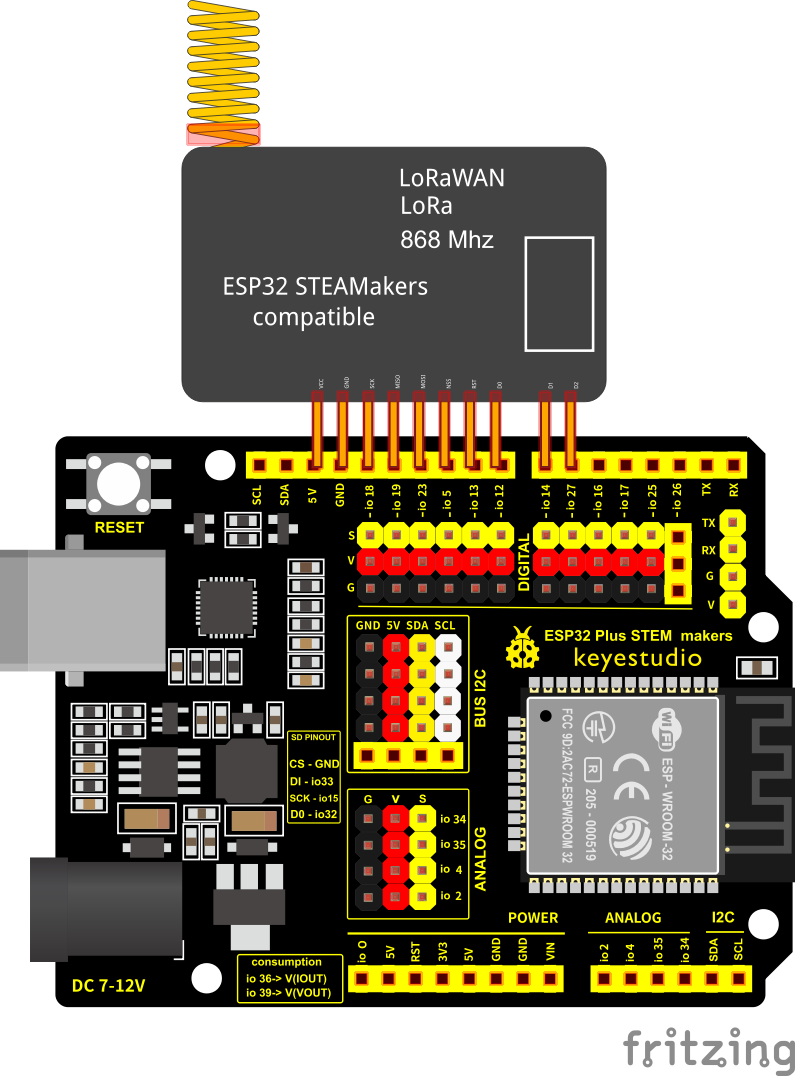 LoRaWAN
LoRa
868 Mhz
ESP32 STEAMakers
compatible
VCC GND SCK MISO MOSI NSS RST D0 D1 D2
SCL SDA 5V GND ~io 18 ~io 19 ~io 23 ~io 5 ~io 13 ~io 12 ~io 14 ~io 27 ~io 16 ~io 17 ~io 25 ~io 26 TX RX
RESET
S
V
G
DIGITAL
TX
RX
G
V
GND 5V SDA SCL
BUS I2C
ESP32 Plus STEM makers
keyestudio
SD PINOUT
CS - GND
DI - io33
SCK - io15
D0 - io32
WiFi
ESP - WROOM -32
CE
R
205 - 000519
FCC 9D:2AC72-ESPWROOM 32
G V S
io 34
io 35
io 4
io 2
ANALOG
POWER
ANALOG
I2C
io O 5V RST 3V3 5V GND GND VIN
io 2 io 4 io 35 io 34 SDA SCL
consumption
io 36-> V(IOUT)
io 39-> V(VOUT)
DC 7-12V
fritzing